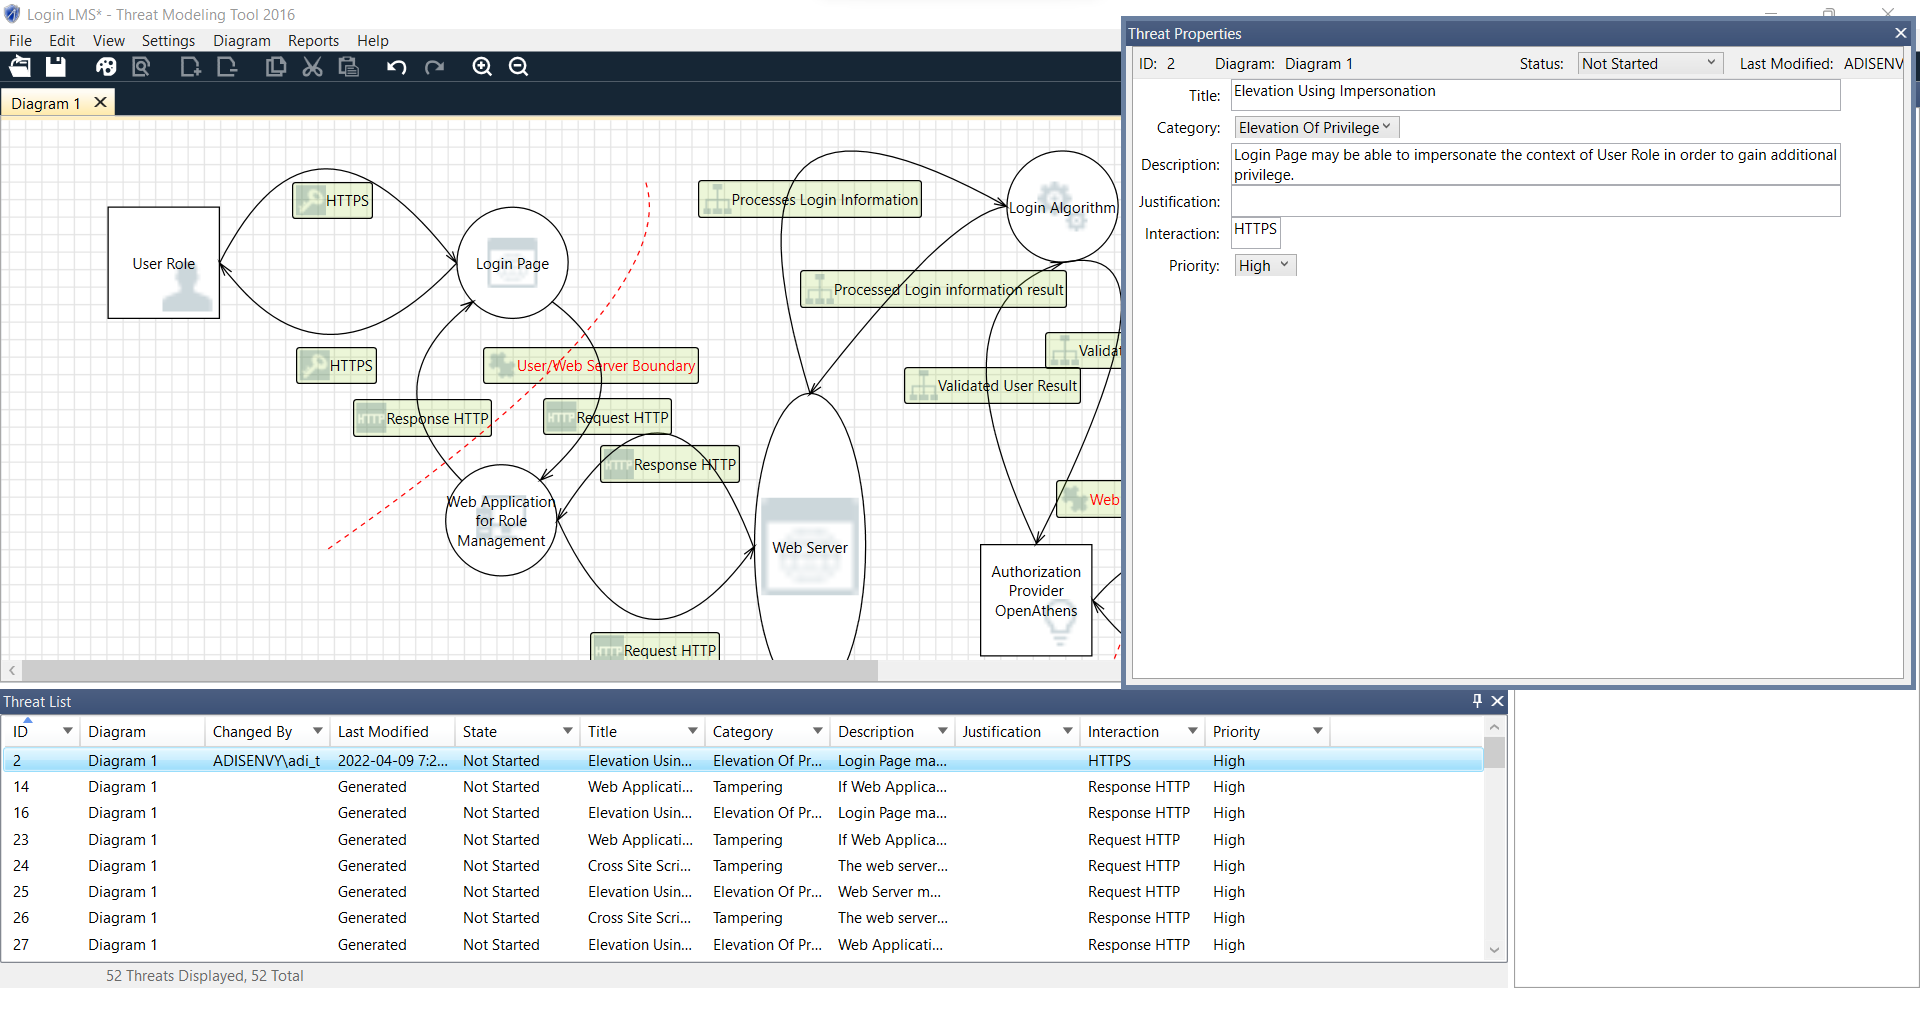 Login LMS* - Threat Modeling Tool 2016
File Edit View Settings Diagram Reports Help
Diagram 1
HTTPS
User Role
Login Page
HTTPS
User/Web Server Boundary
Response HTTP
Request HTTP
Response HTTP
Web Application
for Role
Management
Request HTTP
Processes Login Information
Login Algorithm
Processed Login information result
Validat
Validated User Result
Web
Web Server
Authorization
Provider
OpenAthens
Threat Properties
ID: 2 Diagram: Diagram 1 Status: Not Started Last Modified: ADISENV
Title: Elevation Using Impersonation
Category: Elevation Of Privilege
Description: Login Page may be able to impersonate the context of User Role in order to gain additional
privilege.
Justification:
Interaction: HTTPS
Priority: High
Threat List
ID Diagram Changed By Last Modified State Title Category Description Justification Interaction Priority
2 Diagram 1 ADISENVY\adi_t 2022-04-09 7:2... Not Started Elevation Usin... Elevation Of Pr... Login Page ma... HTTPS High
14 Diagram 1 Generated Not Started Web Applicati... Tampering If Web Applica... Response HTTP High
16 Diagram 1 Generated Not Started Elevation Usin... Elevation Of Pr... Login Page ma... Response HTTP High
23 Diagram 1 Generated Not Started Web Applicati... Tampering If Web Applica... Request HTTP High
24 Diagram 1 Generated Not Started Cross Site Scri... Tampering The web server... Request HTTP High
25 Diagram 1 Generated Not Started Elevation Usin... Elevation Of Pr... Web Server m... Request HTTP High
26 Diagram 1 Generated Not Started Cross Site Scri... Tampering The web server... Response HTTP High
27 Diagram 1 Generated Not Started Elevation Usin... Elevation Of Pr... Web Applicati... Response HTTP High
52 Threats Displayed, 52 Total